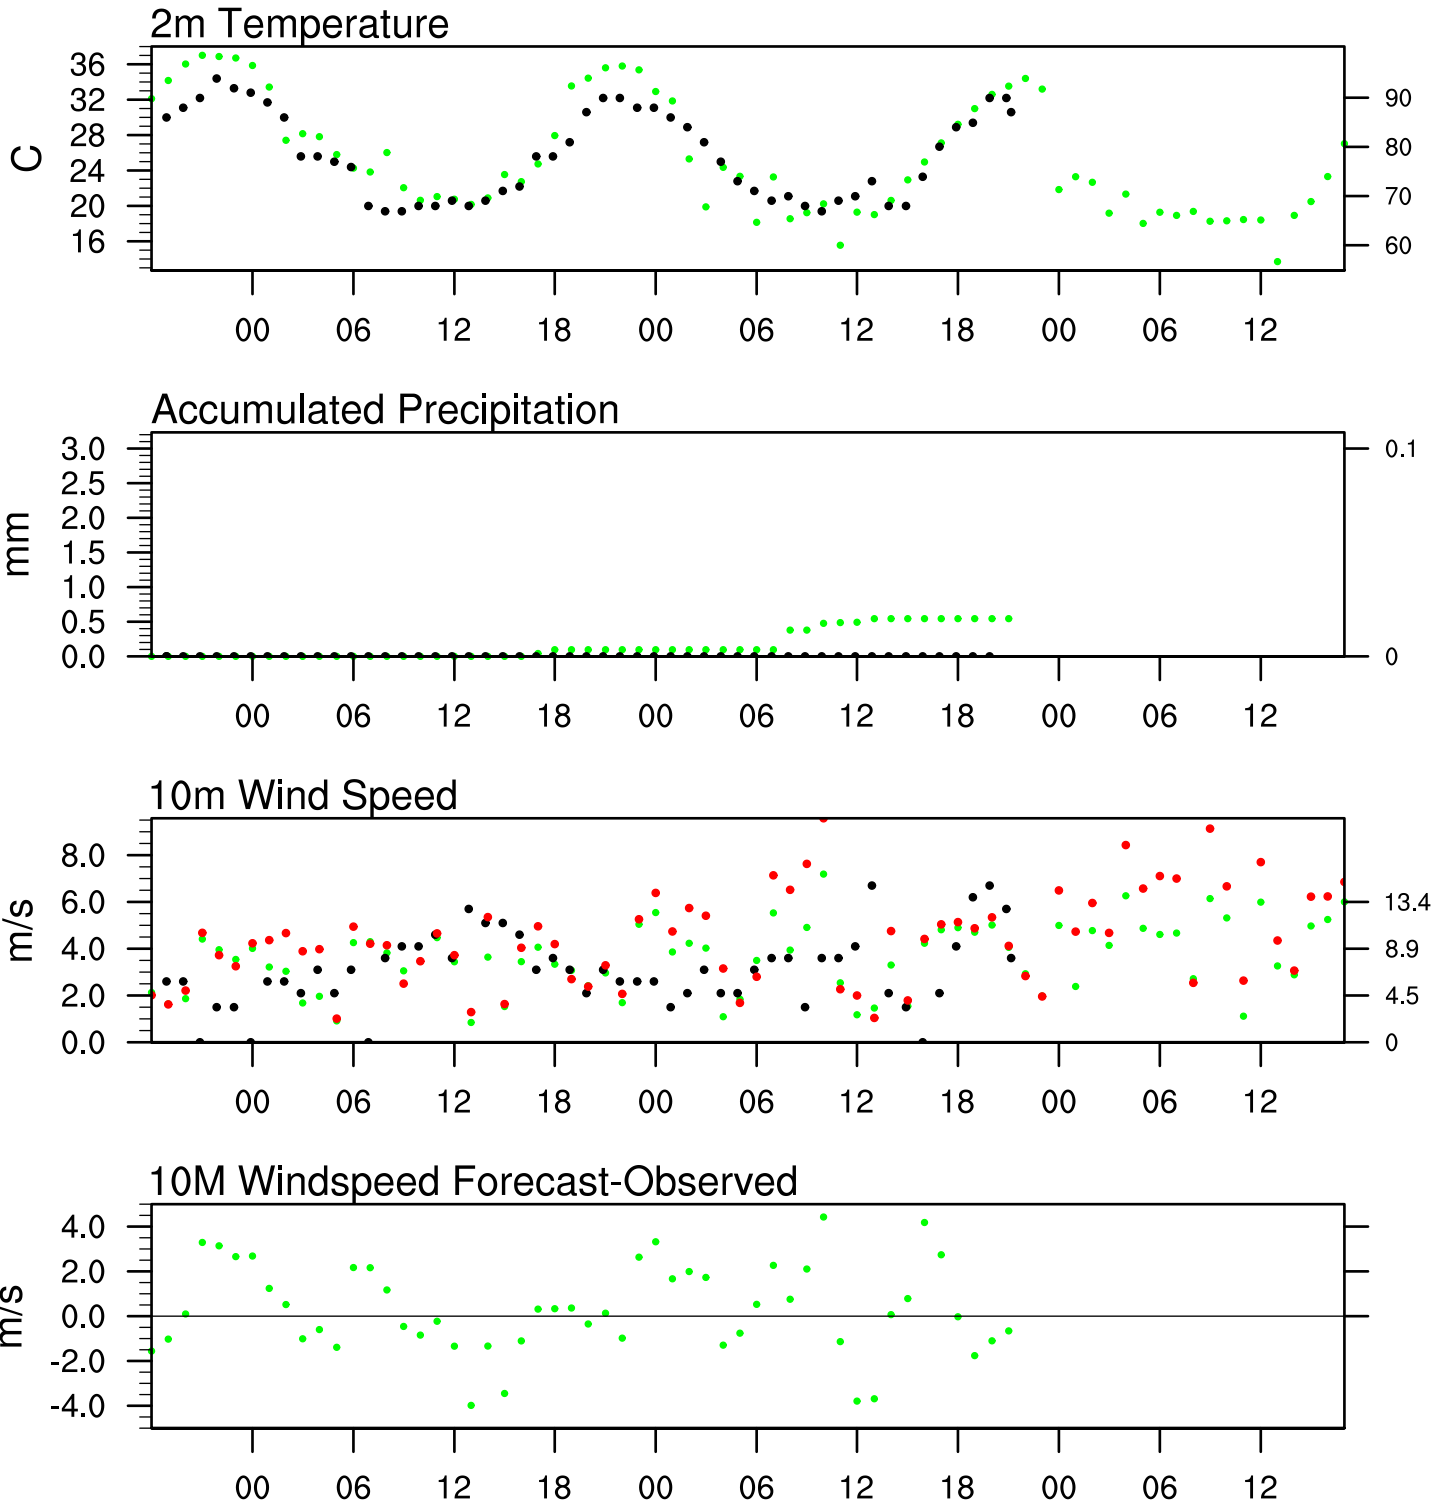 2m Temperature
36
32
28
24
20
16
C
90
80
70
60
00 06 12 18 00 06 12 18 00 06 12
Accumulated Precipitation
3.0
2.5
2.0
1.5
1.0
0.5
0.0
mm
0.1
0
00 06 12 18 00 06 12 18 00 06 12
10m Wind Speed
8.0
6.0
4.0
2.0
0.0
m/s
13.4
8.9
4.5
0
00 06 12 18 00 06 12 18 00 06 12
10M Windspeed Forecast-Observed
4.0
2.0
0.0
-2.0
-4.0
m/s
00 06 12 18 00 06 12 18 00 06 12